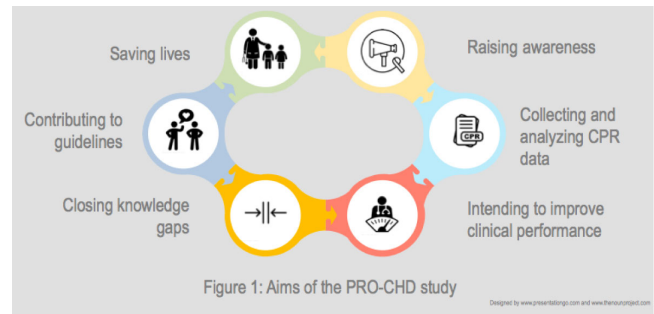 Saving lives
Raising awareness
Contributing to
guidelines
Collecting and
analyzing CPR
data
CPR
Closing knowledge
gaps
Intending to improve
clinical performance
Figure 1: Aims of the PRO-CHD study
Designed by www.presentationgo.com and www.thenounproject.com